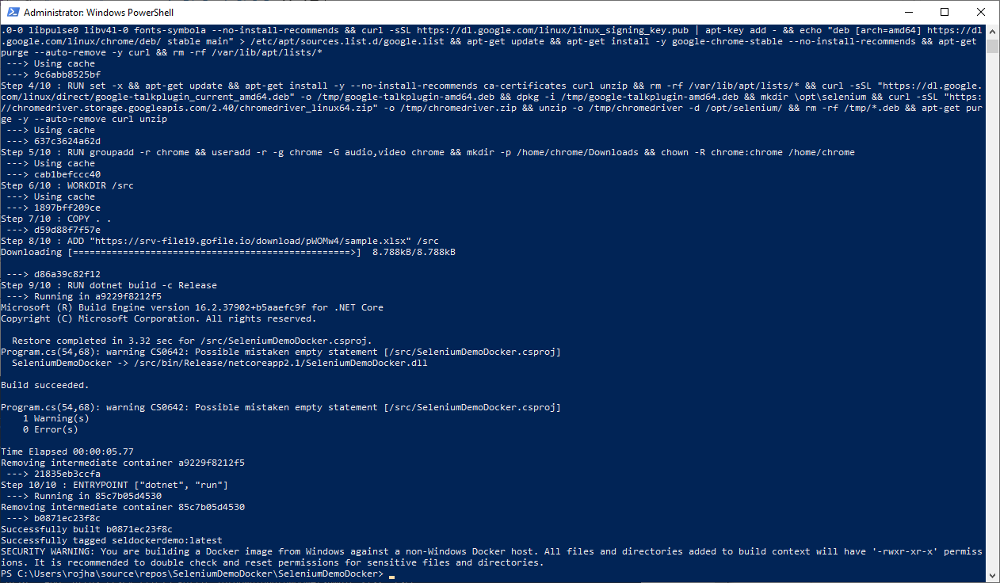 Administrator: Windows PowerShell
.0-0 libpulse0 libv4l-0 fonts-symbola --no-install-recommends && curl -sSL https://dl.google.com/linux/linux_signing_key.pub | apt-key add - && echo "deb [arch=amd64] https://dl
.google.com/linux/chrome/deb/ stable main" > /etc/apt/sources.list.d/google.list && apt-get update && apt-get install -y google-chrome-stable --no-install-recommends && apt-get
purge --auto-remove -y curl && rm -rf /var/lib/apt/lists/*
 ---> Using cache
 ---> 9c6abb8525bf
Step 4/10 : RUN set -x && apt-get update && apt-get install -y --no-install-recommends ca-certificates curl unzip && rm -rf /var/lib/apt/lists/* && curl -sSL "https://dl.google.
com/linux/direct/google-talkplugin_current_amd64.deb" -o /tmp/google-talkplugin-amd64.deb && dpkg -i /tmp/google-talkplugin-amd64.deb && mkdir \opt\selenium && curl -sSL "https:
//chromedriver.storage.googleapis.com/2.40/chromedriver_linux64.zip" -o /tmp/chromedriver.zip && unzip -o /tmp/chromedriver -d /opt/selenium/ && rm -rf /tmp/*.deb && apt-get pur
ge -y --auto-remove curl unzip
 ---> Using cache
 ---> 637c3624a62d
Step 5/10 : RUN groupadd -r chrome && useradd -r -g chrome -G audio,video chrome && mkdir -p /home/chrome/Downloads && chown -R chrome:chrome /home/chrome
 ---> Using cache
 ---> cab1befccc40
Step 6/10 : WORKDIR /src
 ---> Using cache
 ---> 1897bff209ce
Step 7/10 : COPY . .
 ---> d59d88f7f57e
Step 8/10 : ADD "https://srv-file19.gofile.io/download/pWOMw4/sample.xlsx" /src
Downloading [==================================================>]  8.788kB/8.788kB
 ---> d86a39c82f12
Step 9/10 : RUN dotnet build -c Release
 ---> Running in a9229f8212f5
Microsoft (R) Build Engine version 16.2.37902+b5aaefc9f for .NET Core
Copyright (C) Microsoft Corporation. All rights reserved.
  Restore completed in 3.32 sec for /src/SeleniumDemoDocker.csproj.
Program.cs(54,68): warning CS0642: Possible mistaken empty statement [/src/SeleniumDemoDocker.csproj]
  SeleniumDemoDocker -> /src/bin/Release/netcoreapp2.1/SeleniumDemoDocker.dll
Build succeeded.
Program.cs(54,68): warning CS0642: Possible mistaken empty statement [/src/SeleniumDemoDocker.csproj]
    1 Warning(s)
    0 Error(s)
Time Elapsed 00:00:05.77
Removing intermediate container a9229f8212f5
 ---> 21835eb3ccfa
Step 10/10 : ENTRYPOINT ["dotnet", "run"]
 ---> Running in 85c7b05d4530
Removing intermediate container 85c7b05d4530
 ---> b0871ec23f8c
Successfully built b0871ec23f8c
Successfully tagged seldockerdemo:latest
SECURITY WARNING: You are building a Docker image from Windows against a non-Windows Docker host. All files and directories added to build context will have '-rwxr-xr-x' permiss
ions. It is recommended to double check and reset permissions for sensitive files and directories.
PS C:\Users\rojha\source\repos\SeleniumDemoDocker\SeleniumDemoDocker>